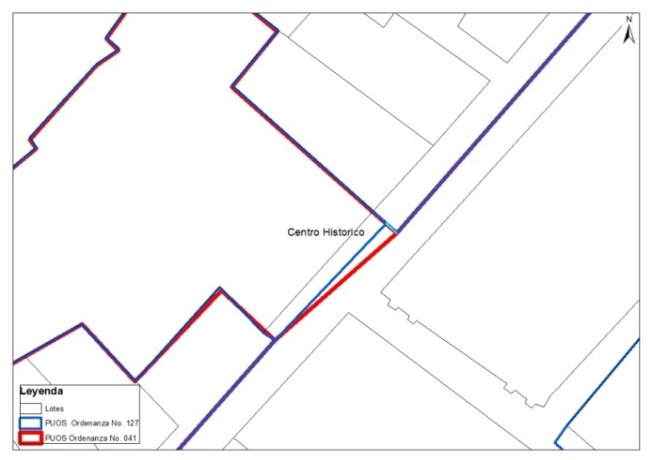 N
Centro Historico
Leyenda
Lotes
PUOS Ordenanza No. 127
PUOS Ordenanza No. 041